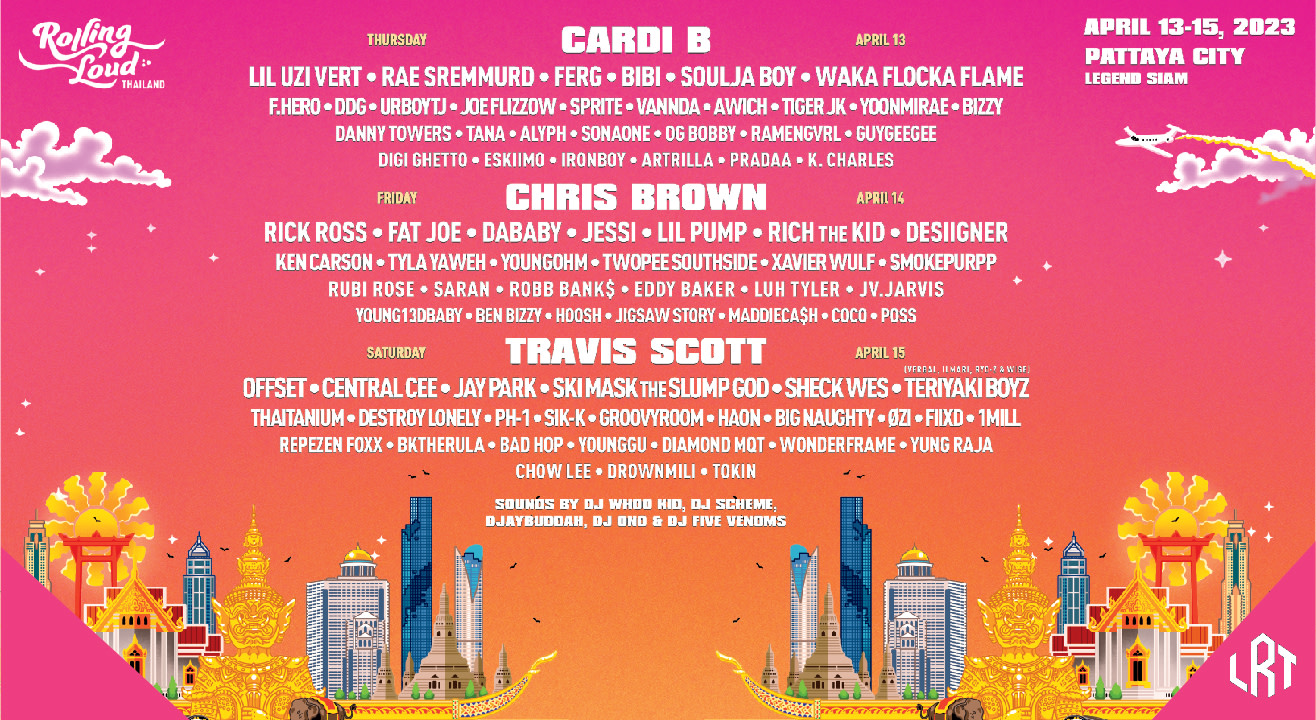 Rolling
Loud
THAILAND
APRIL 13-15, 2023
PATTAYA CITY
LEGEND SIAM
THURSDAY CARDI B APRIL 13
LIL UZI VERT • RAE SREMMURD • FERG • BIBI • SOULJA BOY • WAKA FLOCKA FLAME
F.HERO • DDG • URBOYTJ • JOE FLIZZOW • SPRITE • VANNDA • AWICH • TIGER JK • YOONMIRAE • BIZZY
DANNY TOWERS • TANA • ALYPH • SONAONE • OG BOBBY • RAMENGVRL • GUYGEEGEE
DIGI GHETTO • ESKIIMO • IRONBOY • ARTRILLA • PRADAA • K. CHARLES
FRIDAY CHRIS BROWN APRIL 14
RICK ROSS • FAT JOE • DABABY • JESSI • LIL PUMP • RICH THE KID • DESIIGNER
KEN CARSON • TYLA YAWEH • YOUNGOHM • TWOPEE SOUTHSIDE • XAVIER WULF • SMOKEPURPP
RUBI ROSE • SARAN • ROBB BANK$ • EDDY BAKER • LUH TYLER • JV.JARVIS
YOUNG13DBABY • BEN BIZZY • HOOSH • JIGSAW STORY • MADDIECA$H • COCO • POSS
SATURDAY TRAVIS SCOTT APRIL 15
(VERBAL, ILMARI, RYO-Z & WISE)
OFFSET • CENTRAL CEE • JAY PARK • SKI MASK THE SLUMP GOD • SHECK WES • TERIYAKI BOYZ
THAITANIUM • DESTROY LONELY • PH-1 • SIK-K • GROOVYROOM • HAON • BIG NAUGHTY • ØZI • FIIXD • 1MILL
REPEZEN FOXX • BKTHERULA • BAD HOP • YOUNGGU • DIAMOND MQT • WONDERFRAME • YUNG RAJA
CHOW LEE • DROWNMILI • TOKIN
SOUNDS BY DJ WHOO KID, DJ SCHEME,
DJAYBUDDAH, DJ ONO & DJ FIVE VENOMS
LRT